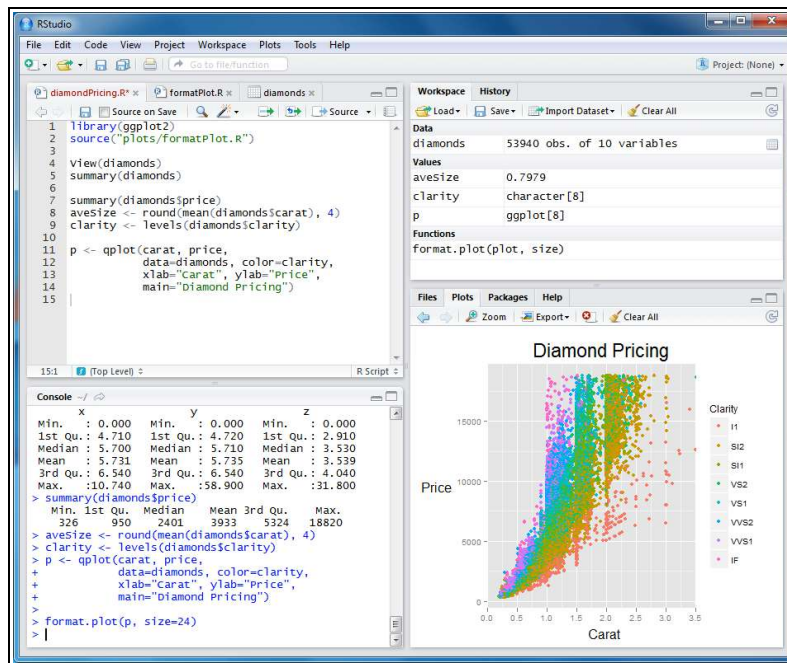 RStudio
File Edit Code View Project Workspace Plots Tools Help
Go to file/function
Project: (None)
diamondPricing.R* × formatPlot.R × diamonds ×
Source on Save Source
1 library(ggplot2)
2 source("plots/formatPlot.R")
3
4 View(diamonds)
5 summary(diamonds)
6
7 summary(diamonds$price)
8 aveSize <- round(mean(diamonds$carat), 4)
9 clarity <- levels(diamonds$clarity)
10
11 p <- qplot(carat, price,
12 data=diamonds, color=clarity,
13 xlab="Carat", ylab="Price",
14 main="Diamond Pricing")
15
15:1 (Top Level) R Script
Console ~/
x y z
Min. : 0.000 Min. : 0.000 Min. : 0.000
1st Qu.: 4.710 1st Qu.: 4.720 1st Qu.: 2.910
Median : 5.700 Median : 5.710 Median : 3.530
Mean : 5.731 Mean : 5.735 Mean : 3.539
3rd Qu.: 6.540 3rd Qu.: 6.540 3rd Qu.: 4.040
Max. :10.740 Max. :58.900 Max. :31.800
> summary(diamonds$price)
Min. 1st Qu. Median Mean 3rd Qu. Max.
326 950 2401 3933 5324 18820
> aveSize <- round(mean(diamonds$carat), 4)
> clarity <- levels(diamonds$clarity)
> p <- qplot(carat, price,
+ data=diamonds, color=clarity,
+ xlab="Carat", ylab="Price",
+ main="Diamond Pricing")
>
> format.plot(p, size=24)
>
Workspace History
Load Save Import Dataset Clear All
Data
diamonds 53940 obs. of 10 variables
Values
aveSize 0.7979
clarity character[8]
p ggplot[8]
Functions
format.plot(plot, size)
Files Plots Packages Help
Zoom Export Clear All
Diamond Pricing
Price
15000
10000
5000
0
0.0 0.5 1.0 1.5 2.0 2.5 3.0 3.5
Carat
Clarity
I1
SI2
SI1
VS2
VS1
VVS2
VVS1
IF